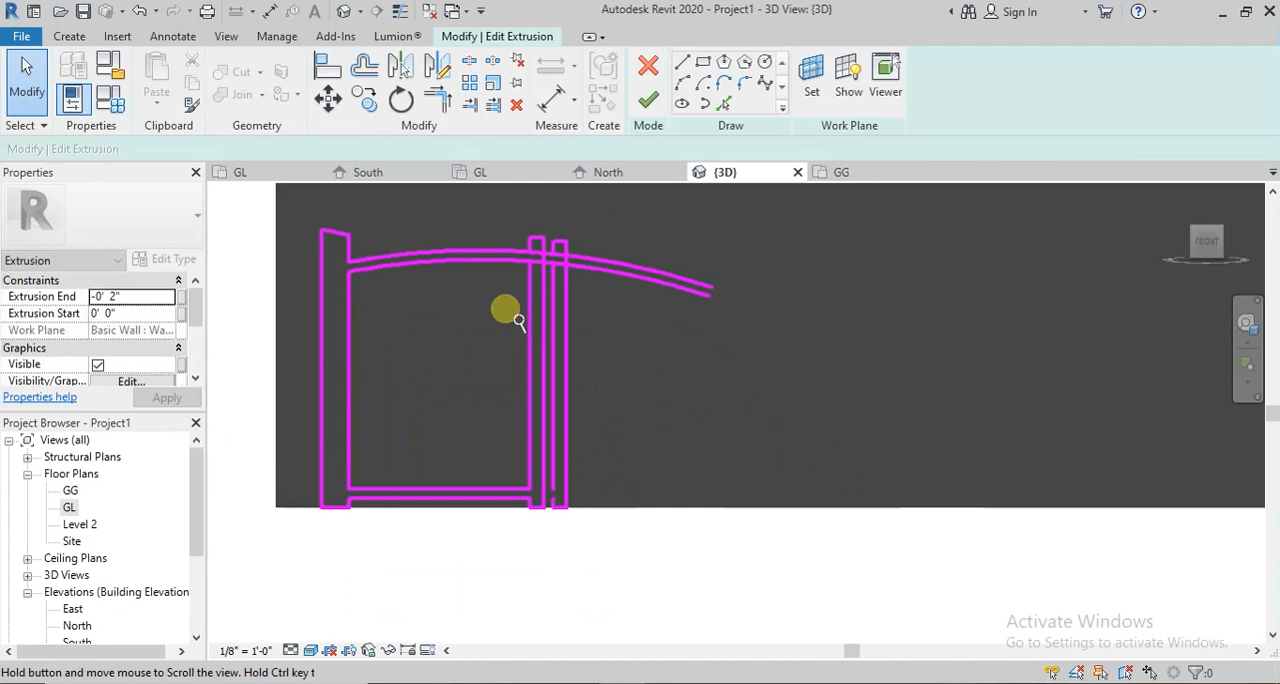 Autodesk Revit 2020 - Project1 - 3D View: {3D}
Sign In
File Create Insert Annotate View Manage Add-Ins Lumion® Modify | Edit Extrusion
Modify Paste Cut Join Set Show Viewer
Select Properties Clipboard Geometry Modify Measure Create Mode Draw Work Plane
Modify | Edit Extrusion
Properties
GL South GL North {3D} GG
Extrusion Edit Type
Constraints
Extrusion End -0' 2"
Extrusion Start 0' 0"
Work Plane Basic Wall : Wa...
Graphics
Visible
Visibility/Grap... Edit...
Properties help Apply
Project Browser - Project1
Views (all)
Structural Plans
Floor Plans
GG
GL
Level 2
Site
Ceiling Plans
3D Views
Elevations (Building Elevation
East
North
South
FRONT
Activate Windows
Go to Settings to activate Windows.
1/8" = 1'-0"
Hold button and move mouse to Scroll the view. Hold Ctrl key t
:0